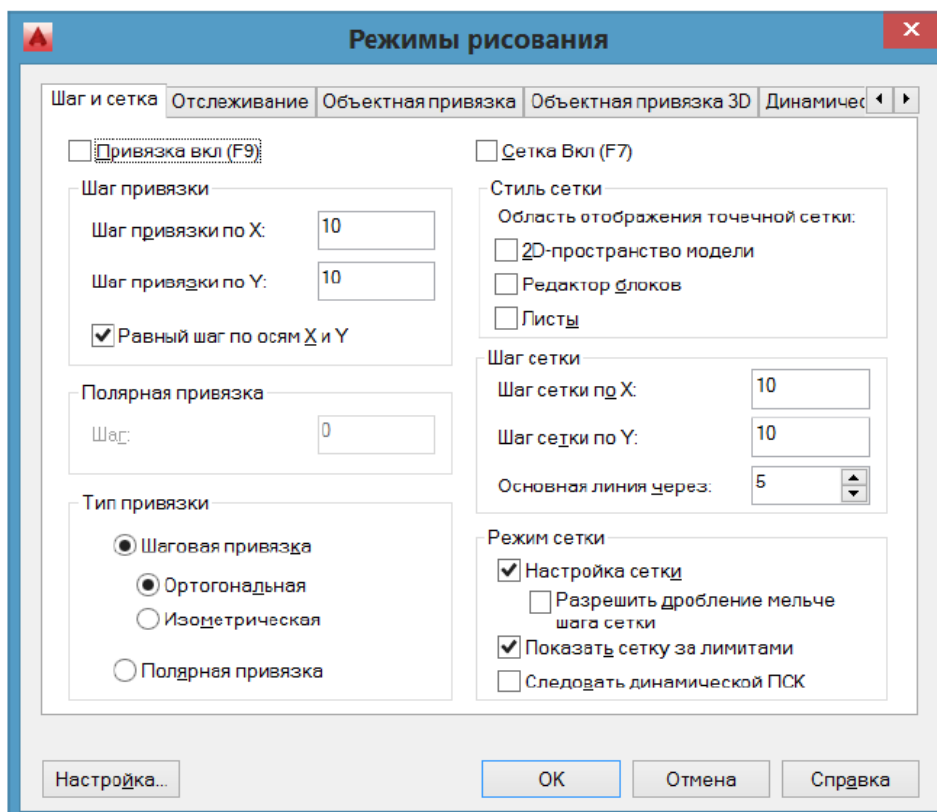 Режимы рисования
Шаг и сетка
Отслеживание
Объектная привязка
Объектная привязка 3D
Динамичес
Привязка вкл (F9)
Шаг привязки
Шаг привязки по X:
10
Шаг привязки по Y:
10
Равный шаг по осям X и Y
Полярная привязка
Шаг:
0
Тип привязки
Шаговая привязка
Ортогональная
Изометрическая
Полярная привязка
Сетка Вкл (F7)
Стиль сетки
Область отображения точечной сетки:
2D-пространство модели
Редактор блоков
Листы
Шаг сетки
Шаг сетки по X:
10
Шаг сетки по Y:
10
Основная линия через:
5
Режим сетки
Настройка сетки
Разрешить дробление мельче
шага сетки
Показать сетку за лимитами
Следовать динамической ПСК
Настройка...
OK
Отмена
Справка